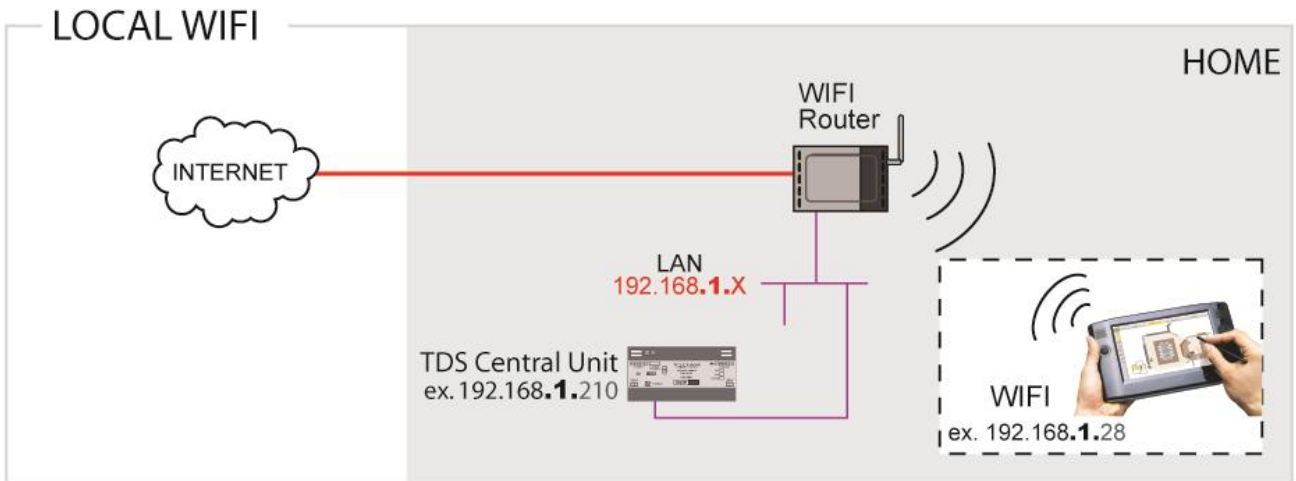 LOCAL WIFI
HOME
WIFI
Router
INTERNET
LAN
192.168.1.X
TDS Central Unit
ex. 192.168.1.210
WIFI
ex. 192.168.1.28